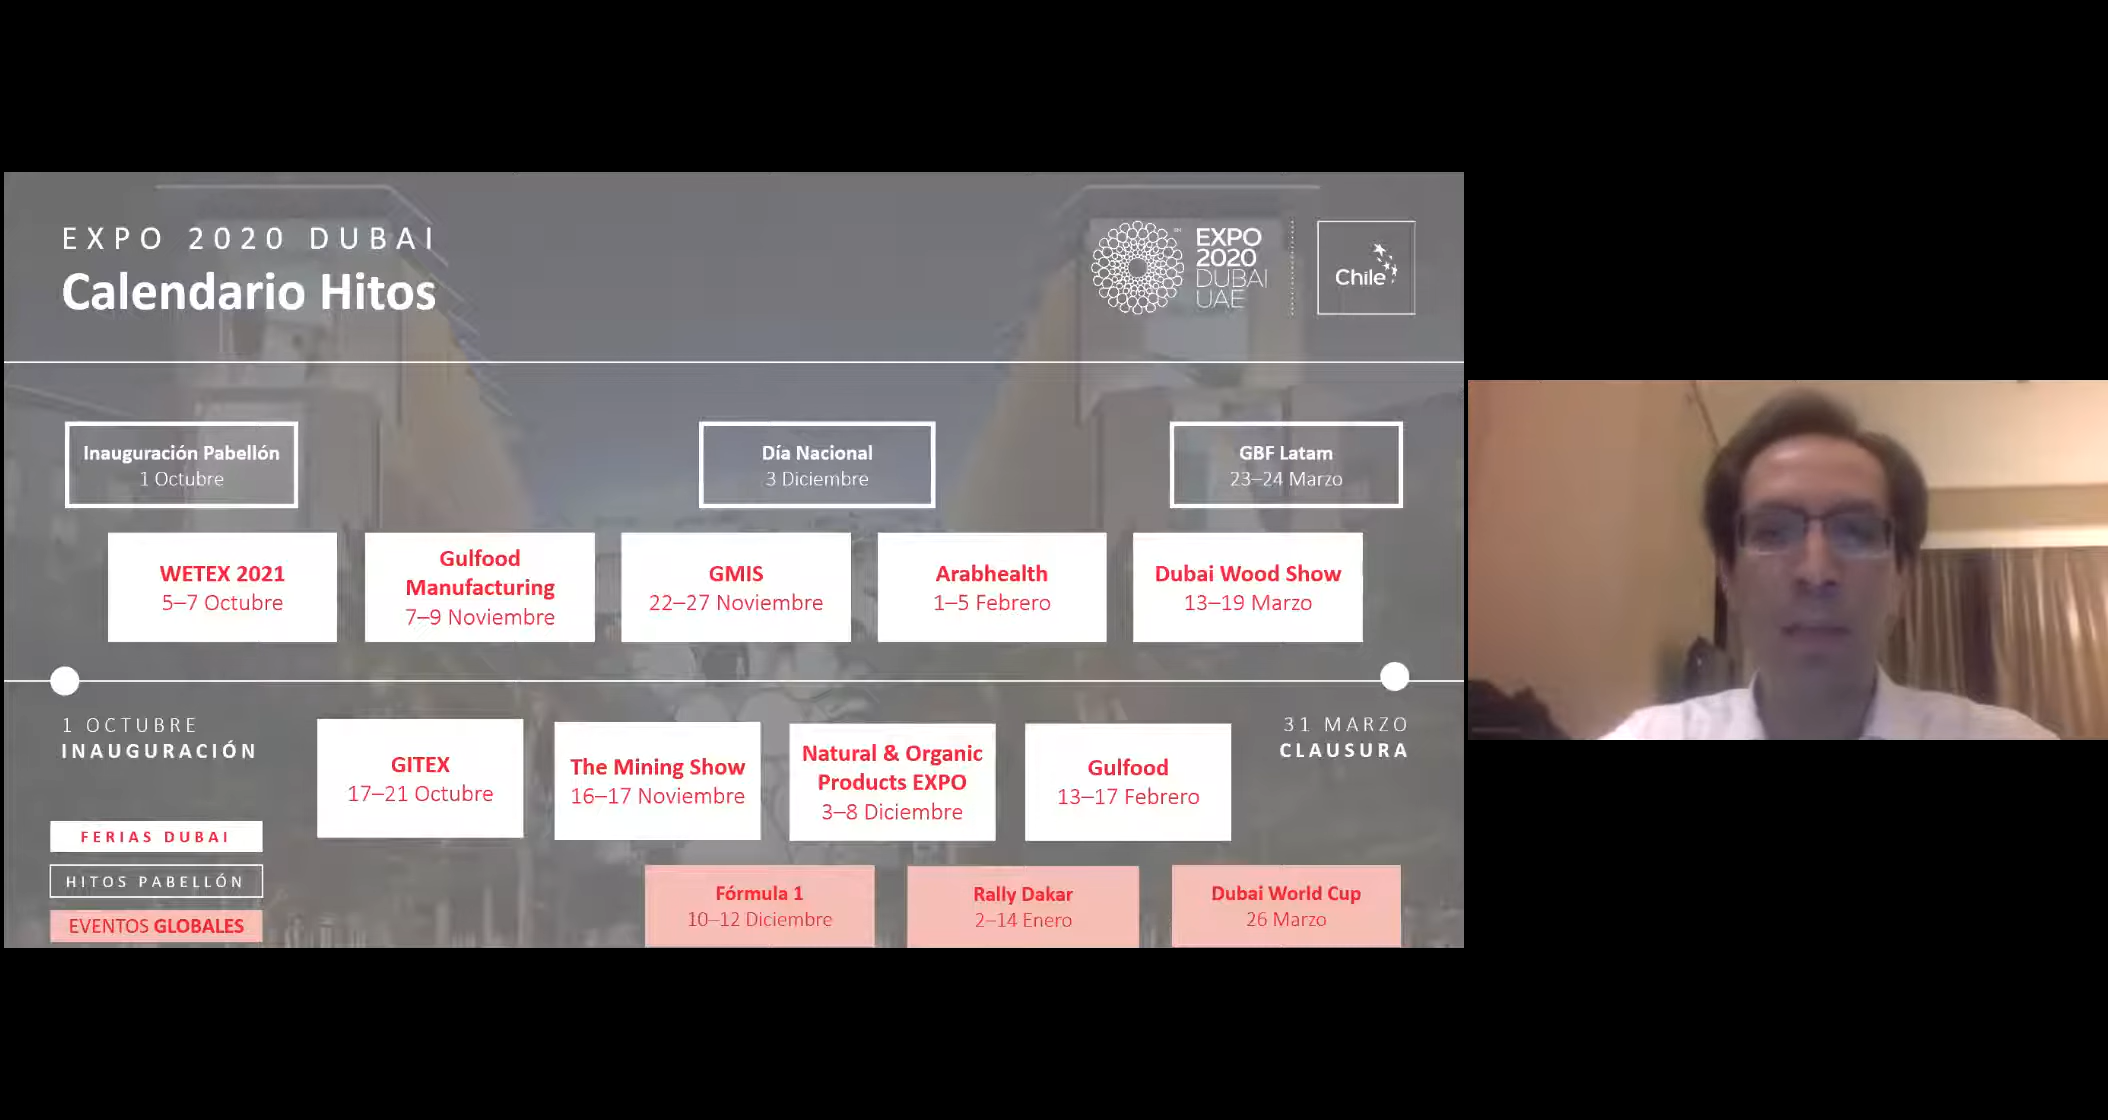 EXPO 2020 DUBAI
Calendario Hitos
EXPO
2020
DUBAI
UAE
Chile
Inauguración Pabellón
1 Octubre
Día Nacional
3 Diciembre
GBF Latam
23–24 Marzo
WETEX 2021
5–7 Octubre
Gulfood
Manufacturing
7–9 Noviembre
GMIS
22–27 Noviembre
Arabhealth
1–5 Febrero
Dubai Wood Show
13–19 Marzo
1 OCTUBRE
INAUGURACIÓN
GITEX
17–21 Octubre
The Mining Show
16–17 Noviembre
Natural & Organic
Products EXPO
3–8 Diciembre
Gulfood
13–17 Febrero
31 MARZO
CLAUSURA
FERIAS DUBAI
HITOS PABELLÓN
EVENTOS GLOBALES
Fórmula 1
10–12 Diciembre
Rally Dakar
2–14 Enero
Dubai World Cup
26 Marzo